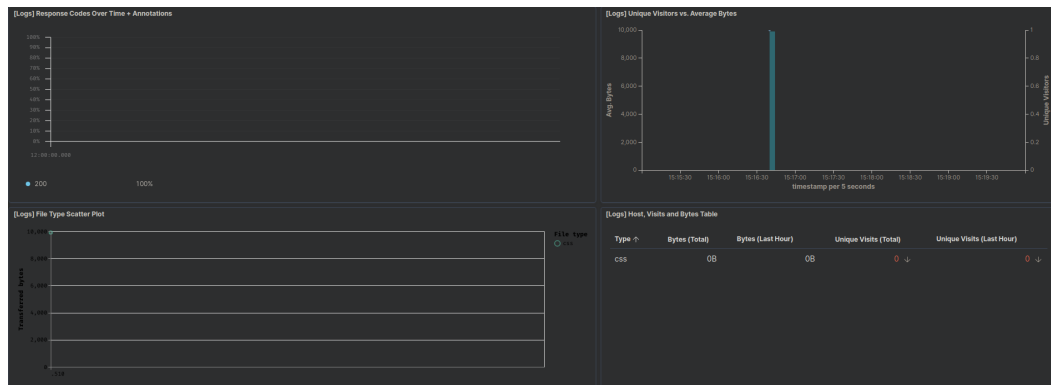 [Logs] Response Codes Over Time + Annotations
100%
90%
80%
70%
60%
50%
40%
30%
20%
10%
0%
12:00:00.000
200 100%
[Logs] Unique Visitors vs. Average Bytes
10,000
8,000
6,000
4,000
2,000
0
Avg. Bytes
1
0.8
0.6
0.4
0.2
0
Unique Visitors
15:15:30 15:16:00 15:16:30 15:17:00 15:17:30 15:18:00 15:18:30 15:19:00 15:19:30
timestamp per 5 seconds
[Logs] File Type Scatter Plot
10,000
8,000
6,000
4,000
2,000
0
Transferred bytes
File type
css
[Logs] Host, Visits and Bytes Table
Type ↑ Bytes (Total) Bytes (Last Hour) Unique Visits (Total) Unique Visits (Last Hour)
css 0B 0B 0 ↓ 0 ↓